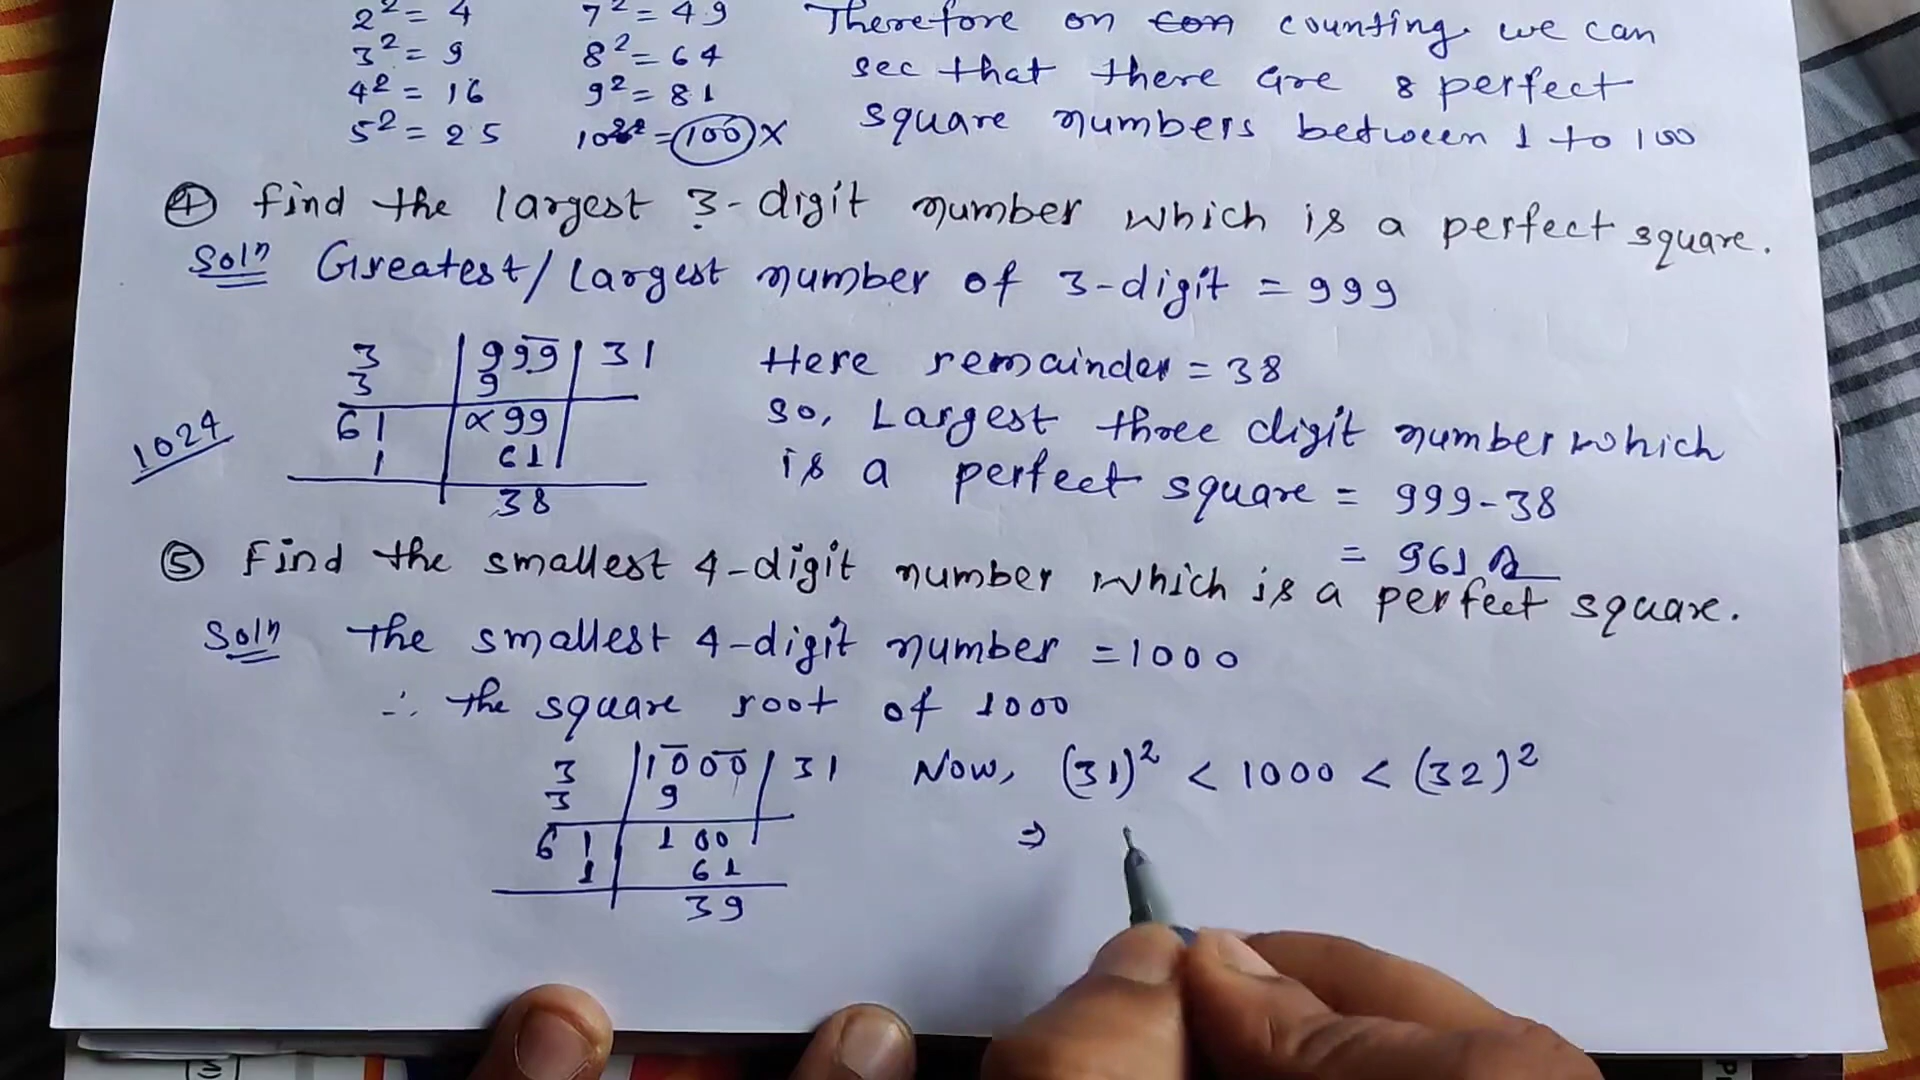 2² = 4 7² = 49 Therefore on con counting we can
3² = 9 8² = 64 see that there are 8 perfect
4² = 16 9² = 81 square numbers between 1 to 100
5² = 25 10² = 100 ×
④ find the largest 3-digit number which is a perfect square.
Solⁿ Greatest/largest number of 3-digit = 999
3 | 999 | 31 Here remainder = 38
3 | 9
61 | ×99 so, Largest three digit number which
1024
1 | 61 is a perfect square = 999-38
38
= 961 A
⑤ Find the smallest 4-digit number which is a perfect square.
Solⁿ The smallest 4-digit number = 1000
∴ the square root of 1000
3 | 1000 | 31 Now, (31)² < 1000 < (32)²
3 | 9
61 | 100 ⇒
1 | 61
39